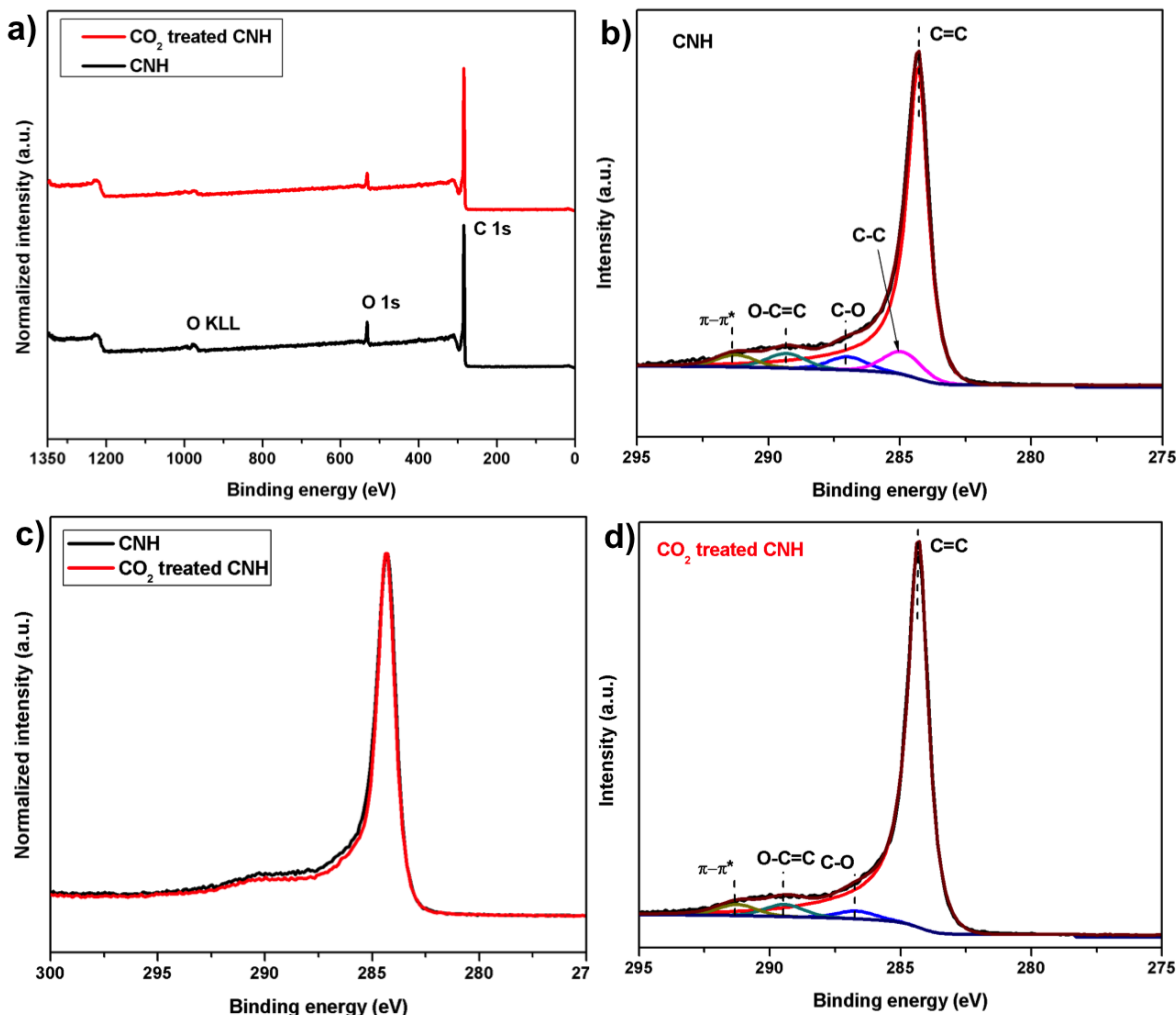 a)
CO₂ treated CNH
CNH
Normalized intensity (a.u.)
C 1s
O 1s
O KLL
1350 1200 1000 800 600 400 200 0
Binding energy (eV)
b)
CNH
C=C
C-C
O-C=C
C-O
π−π*
Intensity (a.u.)
295 290 285 280 275
Binding energy (eV)
c)
CNH
CO₂ treated CNH
Normalized intensity (a.u.)
300 295 290 285 280 27
Binding energy (eV)
d)
CO₂ treated CNH
C=C
O-C=C
C-O
π−π*
Intensity (a.u.)
295 290 285 280 275
Binding energy (eV)